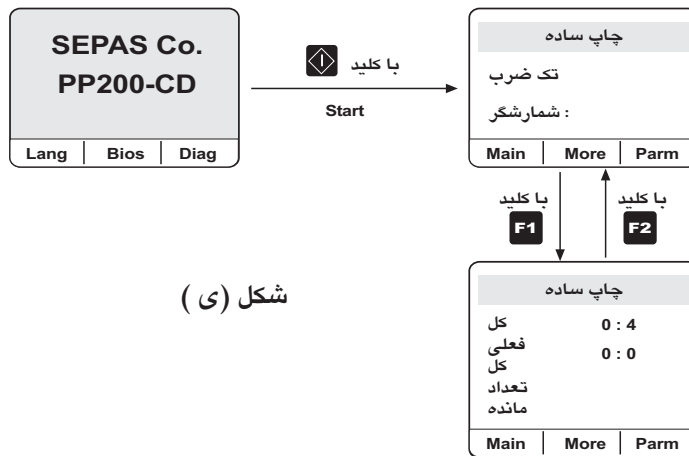 SEPAS Co.
PP200-CD
Lang Bios Diag
با کلید
Start
چاپ ساده
تک ضرب
شمارشگر :
Main More Parm
با کلید
F1
با کلید
F2
شکل (ی)
چاپ ساده
کل 0 : 4
فعلی 0 : 0
کل
تعداد
مانده
Main More Parm